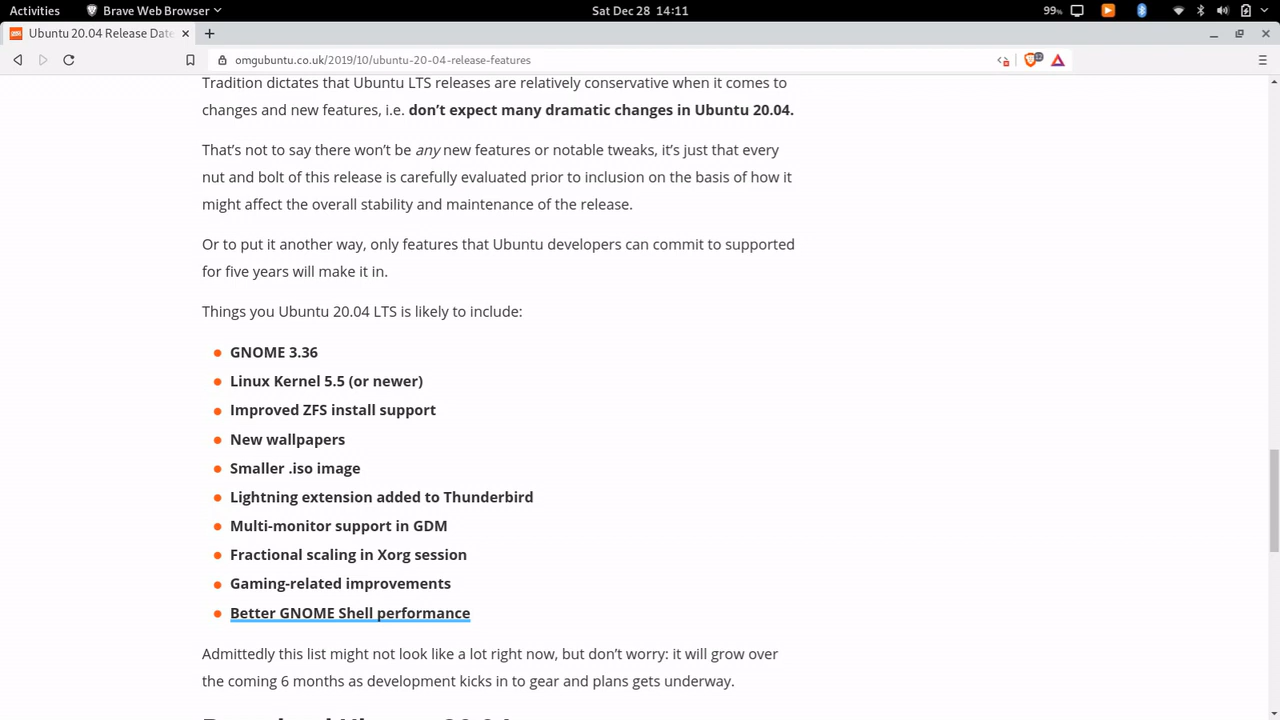 Activities
Brave Web Browser
Sat Dec 28 14:11
99%
Ubuntu 20.04 Release Date
omgubuntu.co.uk/2019/10/ubuntu-20-04-release-features
Tradition dictates that Ubuntu LTS releases are relatively conservative when it comes to
changes and new features, i.e. don’t expect many dramatic changes in Ubuntu 20.04.
That’s not to say there won’t be any new features or notable tweaks, it’s just that every
nut and bolt of this release is carefully evaluated prior to inclusion on the basis of how it
might affect the overall stability and maintenance of the release.
Or to put it another way, only features that Ubuntu developers can commit to supported
for five years will make it in.
Things you Ubuntu 20.04 LTS is likely to include:
GNOME 3.36
Linux Kernel 5.5 (or newer)
Improved ZFS install support
New wallpapers
Smaller .iso image
Lightning extension added to Thunderbird
Multi-monitor support in GDM
Fractional scaling in Xorg session
Gaming-related improvements
Better GNOME Shell performance
Admittedly this list might not look like a lot right now, but don’t worry: it will grow over
the coming 6 months as development kicks in to gear and plans gets underway.